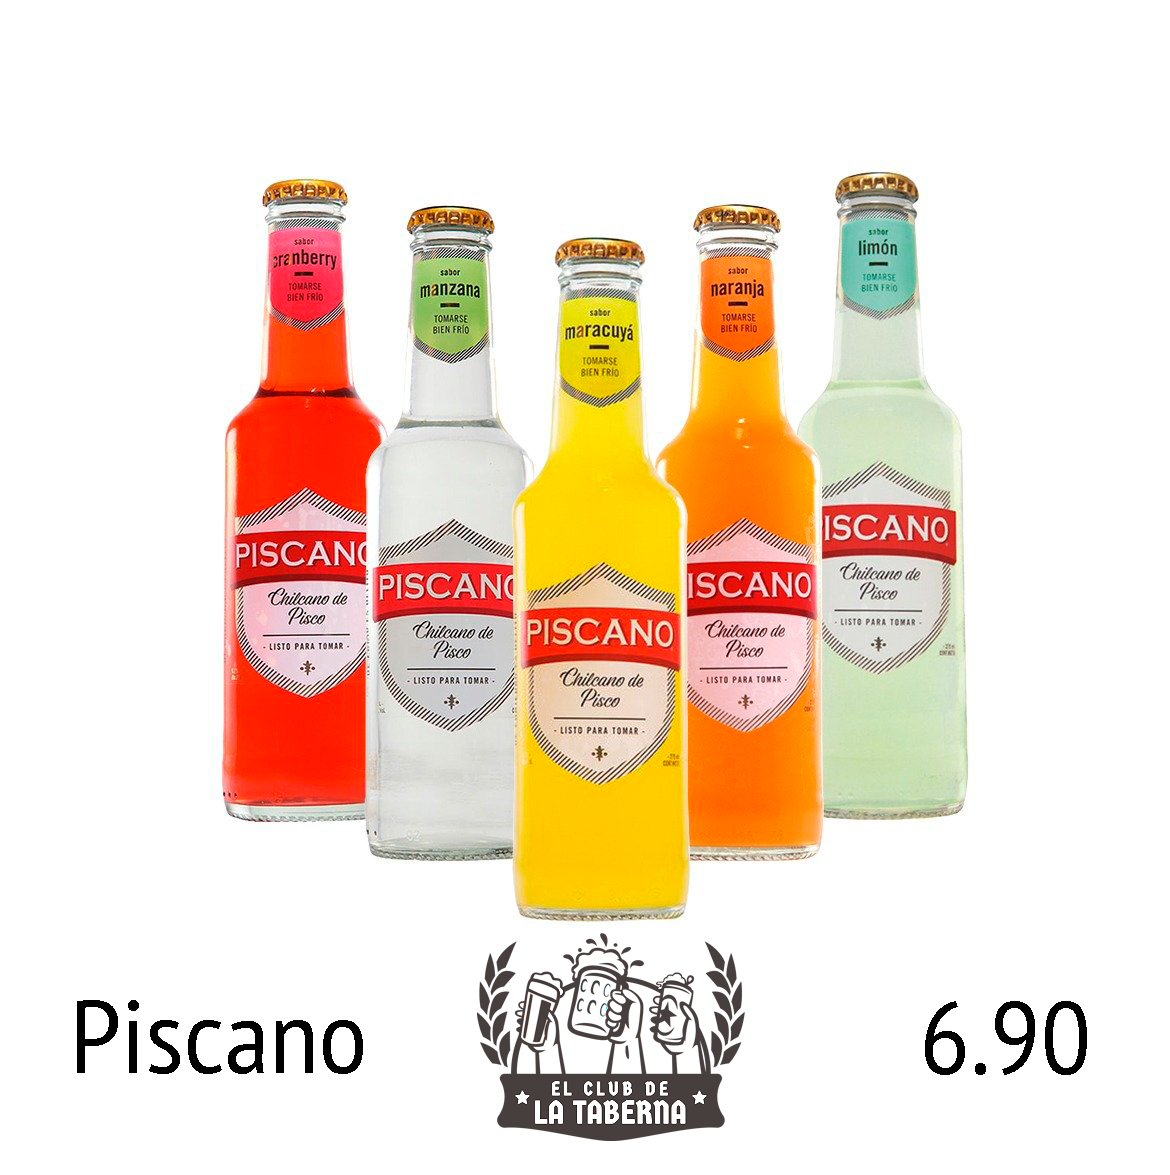 sabor
cranberry
TOMARSE
BIEN FRÍO
PISCANO
Chilcano de
Pisco
- LISTO PARA TOMAR -
sabor
manzana
TOMARSE
BIEN FRÍO
PISCANO
Chilcano de
Pisco
- LISTO PARA TOMAR -
sabor
maracuyá
TOMARSE
BIEN FRÍO
PISCANO
Chilcano de
Pisco
- LISTO PARA TOMAR -
sabor
naranja
TOMARSE
BIEN FRÍO
PISCANO
Chilcano de
Pisco
- LISTO PARA TOMAR -
sabor
limón
TOMARSE
BIEN FRÍO
PISCANO
Chilcano de
Pisco
- LISTO PARA TOMAR -
Piscano
6.90
EL CLUB DE
LA TABERNA